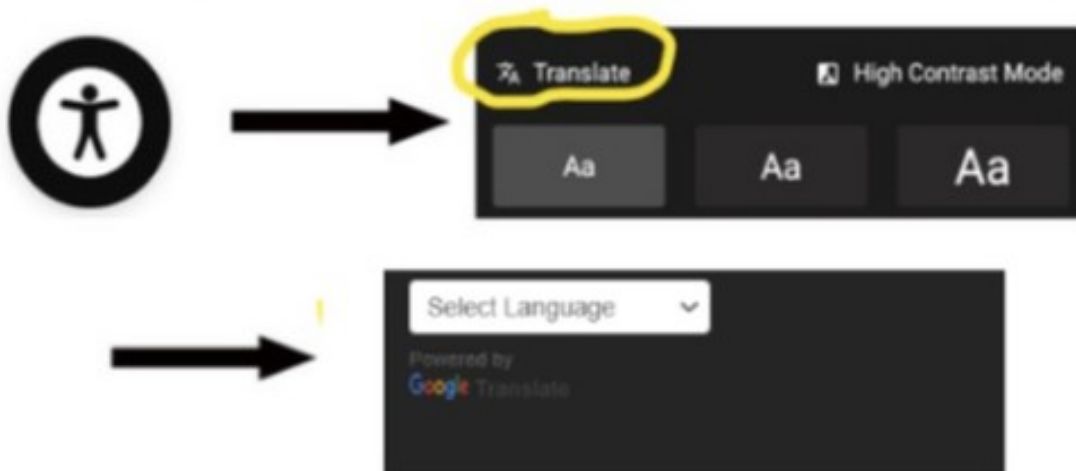 Translate
High Contrast Mode
Aa
Aa
Aa
Select Language
Powered by
Google Translate